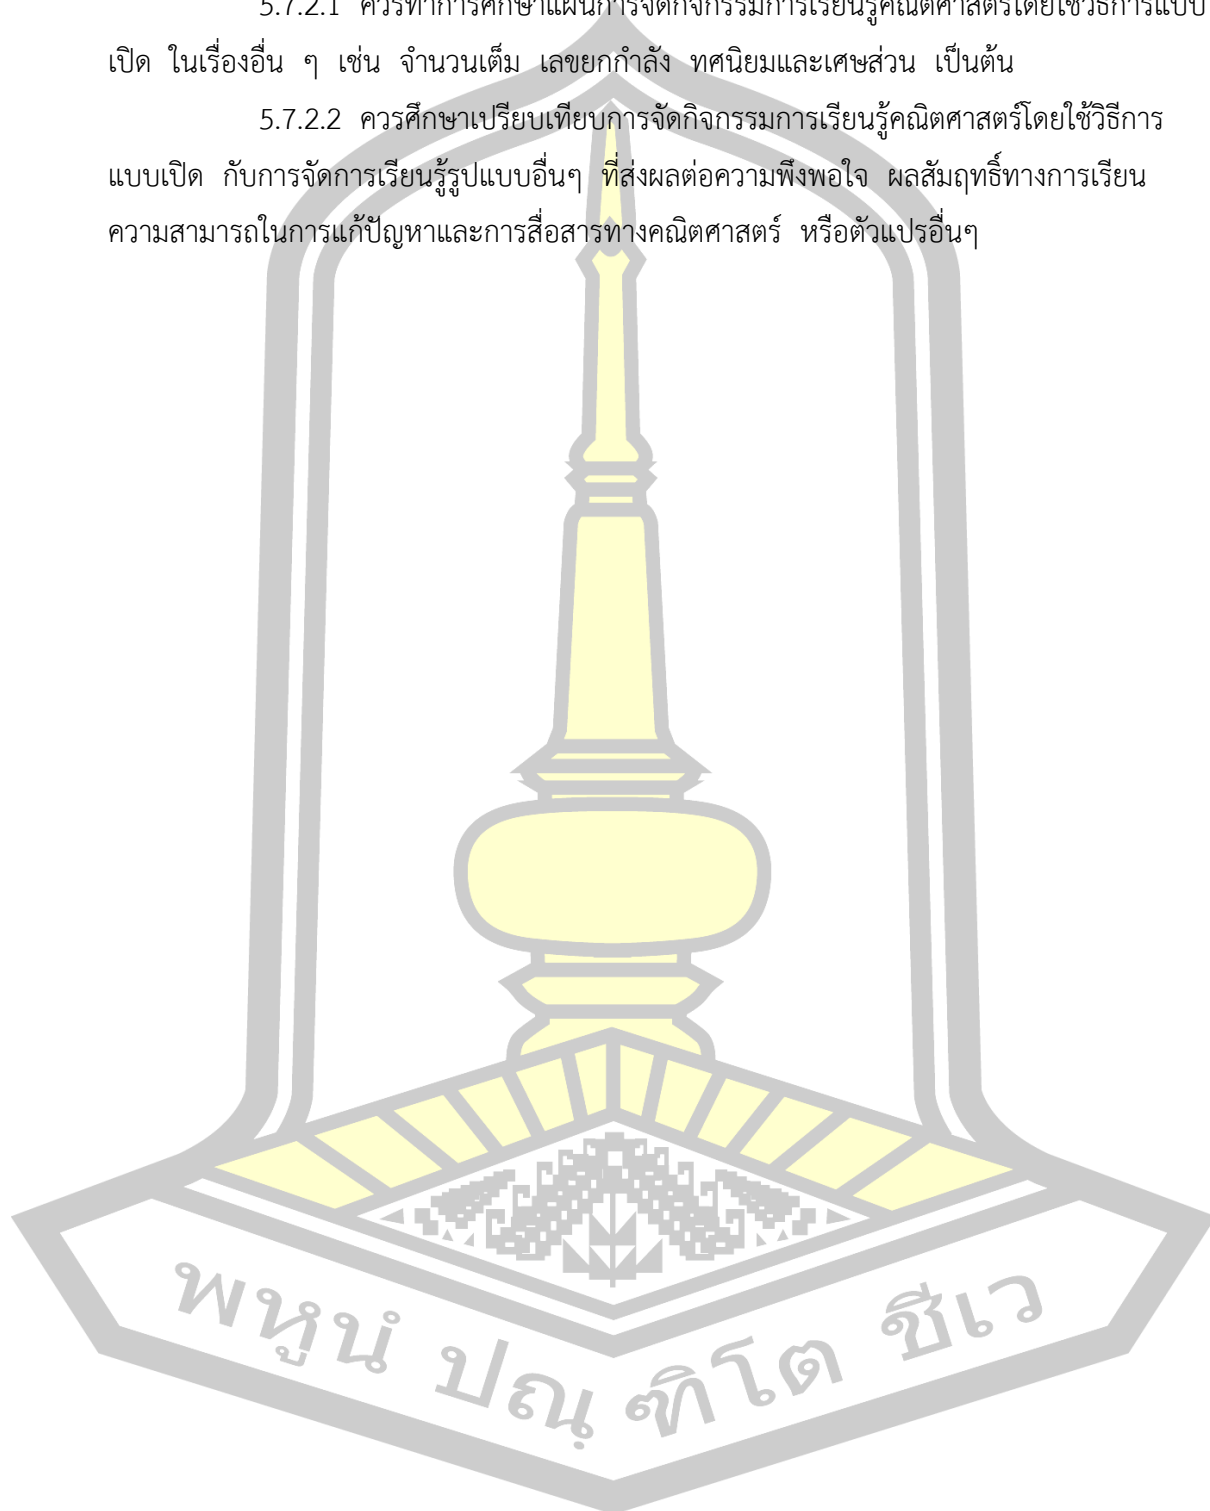 5.7.2.1 ควรทำการศึกษาแผนการจัดกิจกรรมการเรียนรู้คณิตศาสตร์โดยใช้วิธีการแบบ
เปิด ในเรื่องอื่น ๆ เช่น จำนวนเต็ม เลขยกกำลัง ทศนิยมและเศษส่วน เป็นต้น
5.7.2.2 ควรศึกษาเปรียบเทียบการจัดกิจกรรมการเรียนรู้คณิตศาสตร์โดยใช้วิธีการ
แบบเปิด กับการจัดการเรียนรู้รูปแบบอื่นๆ ที่ส่งผลต่อความพึงพอใจ ผลสัมฤทธิ์ทางการเรียน
ความสามารถในการแก้ปัญหาและการสื่อสารทางคณิตศาสตร์ หรือตัวแปรอื่นๆ
พหูนํ ปณฺ ฑิโต ชีเว